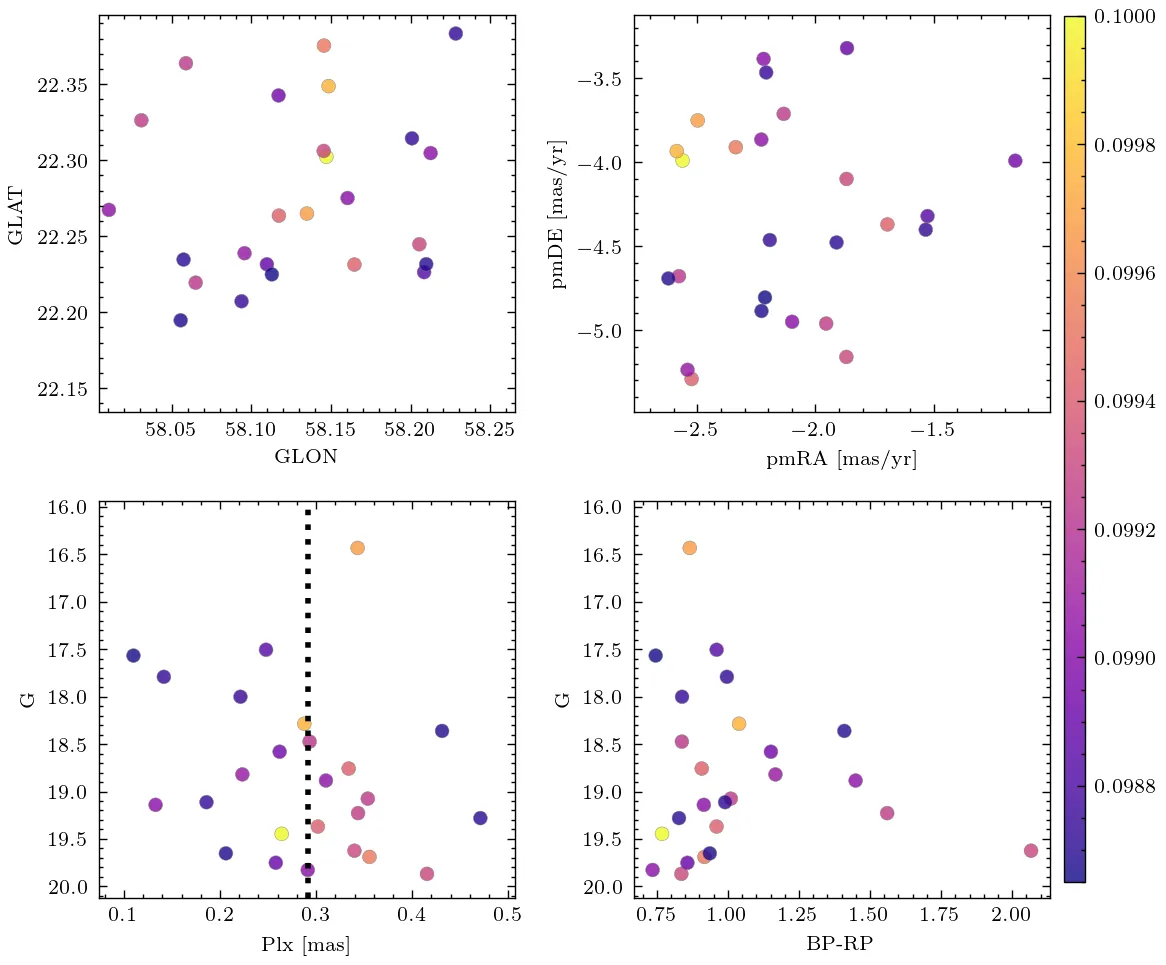 22.35
22.30
22.25
22.20
22.15
GLAT
58.05 58.10 58.15 58.20 58.25
GLON
−3.5
−4.0
−4.5
−5.0
pmDE [mas/yr]
−2.5 −2.0 −1.5
pmRA [mas/yr]
16.0
16.5
17.0
17.5
18.0
18.5
19.0
19.5
20.0
G
0.1 0.2 0.3 0.4 0.5
Plx [mas]
16.0
16.5
17.0
17.5
18.0
18.5
19.0
19.5
20.0
G
0.75 1.00 1.25 1.50 1.75 2.00
BP-RP
0.1000
0.0998
0.0996
0.0994
0.0992
0.0990
0.0988